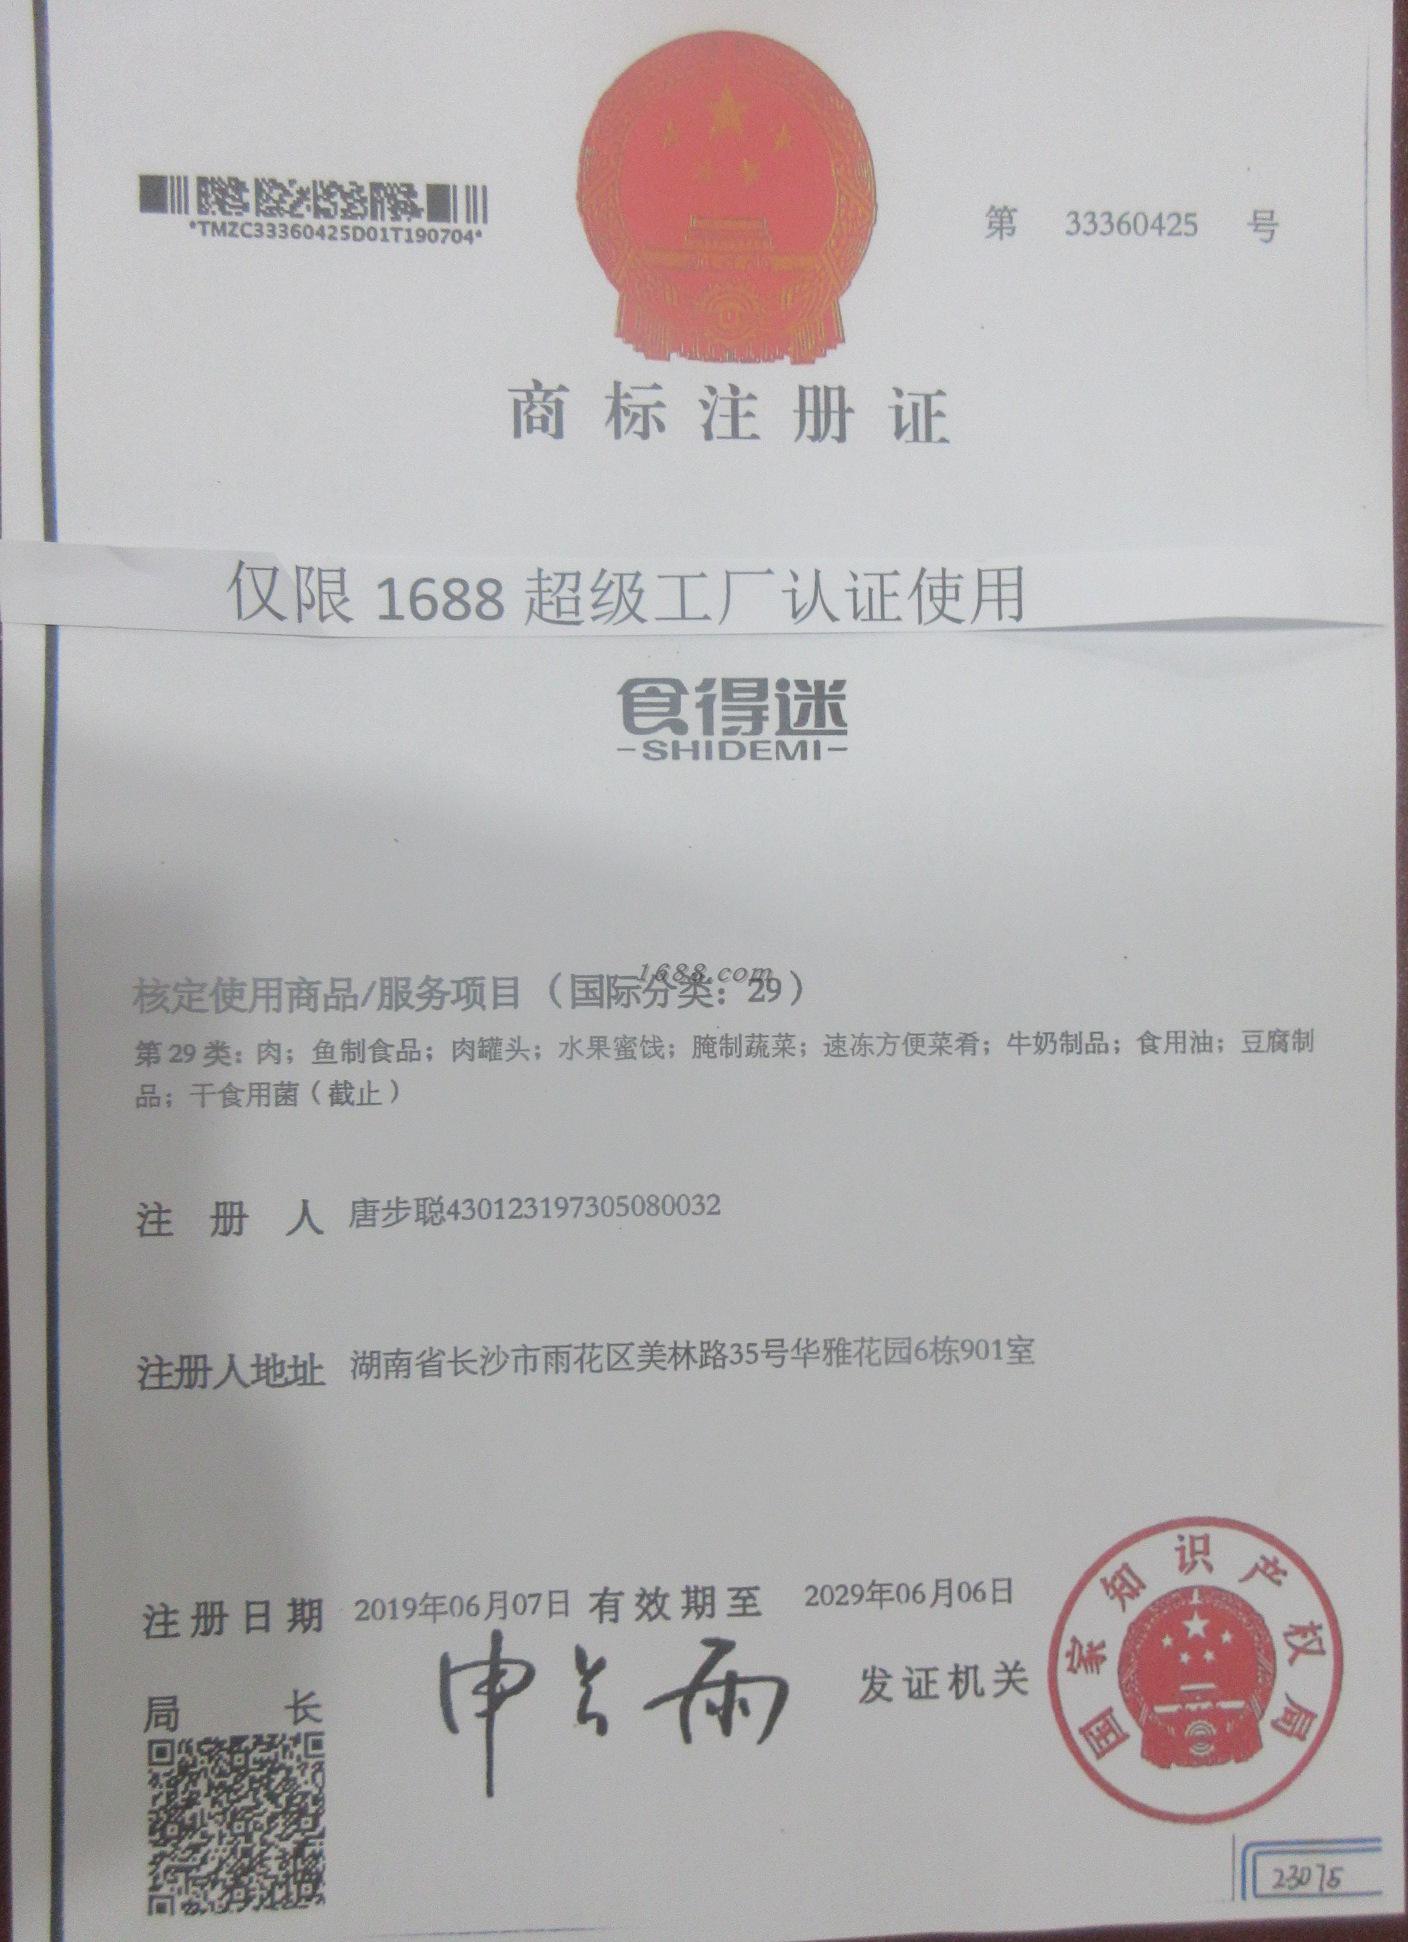 *TMZC33360425D01T190704*
第 33360425 号
商标注册证
仅限 1688 超级工厂认证使用
食得迷
-SHIDEMI-
1688.com
核定使用商品/服务项目（国际分类：29）
第 29 类：肉；鱼制食品；肉罐头；水果蜜饯；腌制蔬菜；速冻方便菜肴；牛奶制品；食用油；豆腐制
品；干食用菌（截止）
注册人 唐步聪430123197305080032
注册人地址 湖南省长沙市雨花区美林路35号华雅花园6栋901室
注册日期 2019年06月07日 有效期至 2029年06月06日
局长 申长雨 发证机关
国家知识产权局
23075